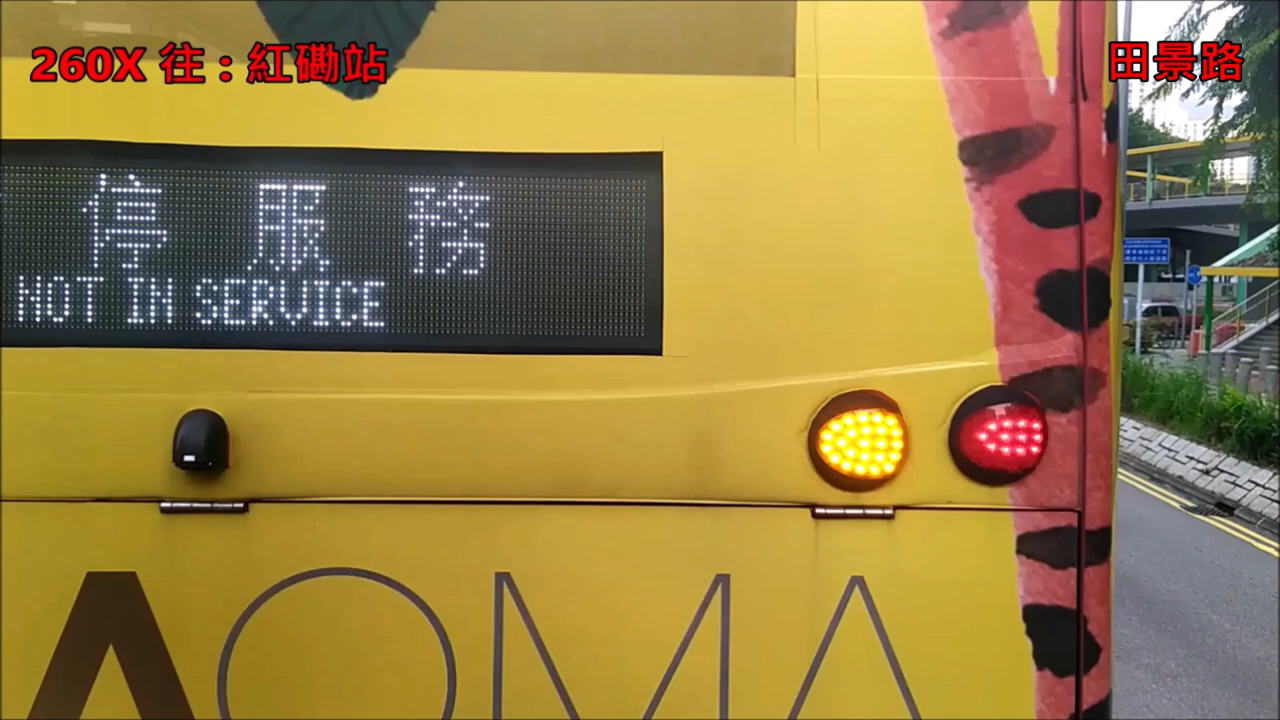 260X 往 : 紅磡站
田景路
停 服 務
NOT IN SERVICE
AOMA